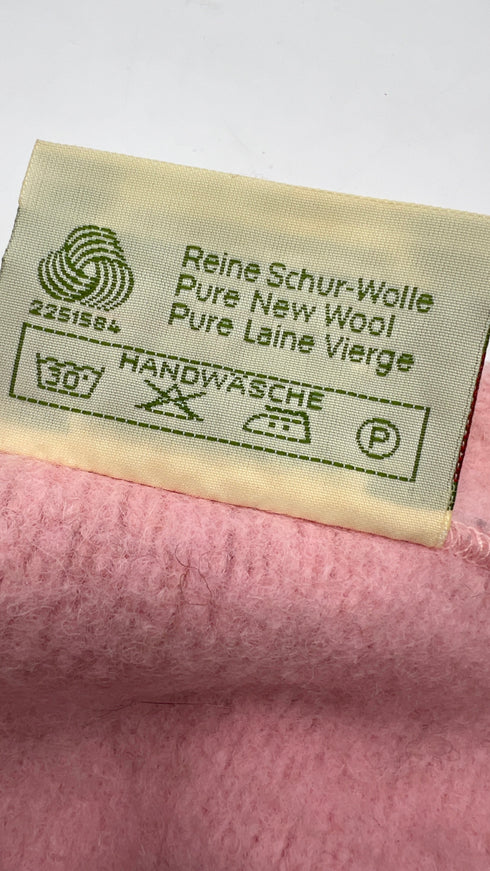 Reine Schur-Wolle
Pure New Wool
Pure Laine Vierge
2251584
HANDWÄSCHE
30°
P